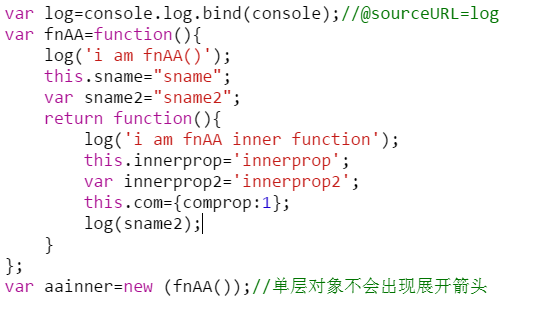 var log=console.log.bind(console);//@sourceURL=log
var fnAA=function(){
    log('i am fnAA()');
    this.sname="sname";
    var sname2="sname2";
    return function(){
        log('i am fnAA inner function');
        this.innerprop='innerprop';
        var innerprop2='innerprop2';
        this.com={comprop:1};
        log(sname2);
    }
};
var aainner=new (fnAA());//单层对象不会出现展开箭头